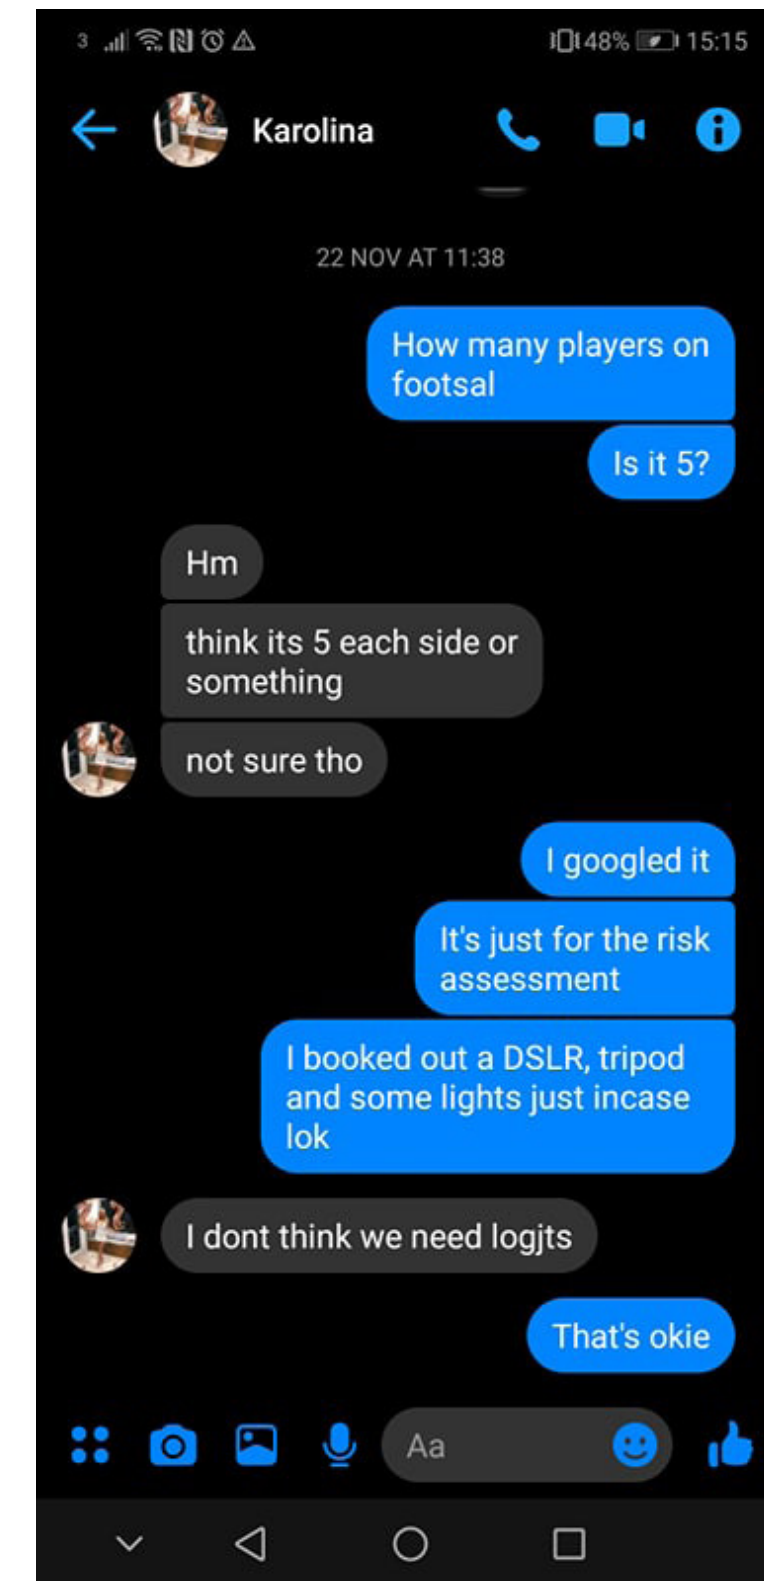 3 48% 15:15
Karolina
22 NOV AT 11:38
How many players on
footsal
Is it 5?
Hm
think its 5 each side or
something
not sure tho
I googled it
It's just for the risk
assessment
I booked out a DSLR, tripod
and some lights just incase
lok
I dont think we need logjts
That's okie
Aa